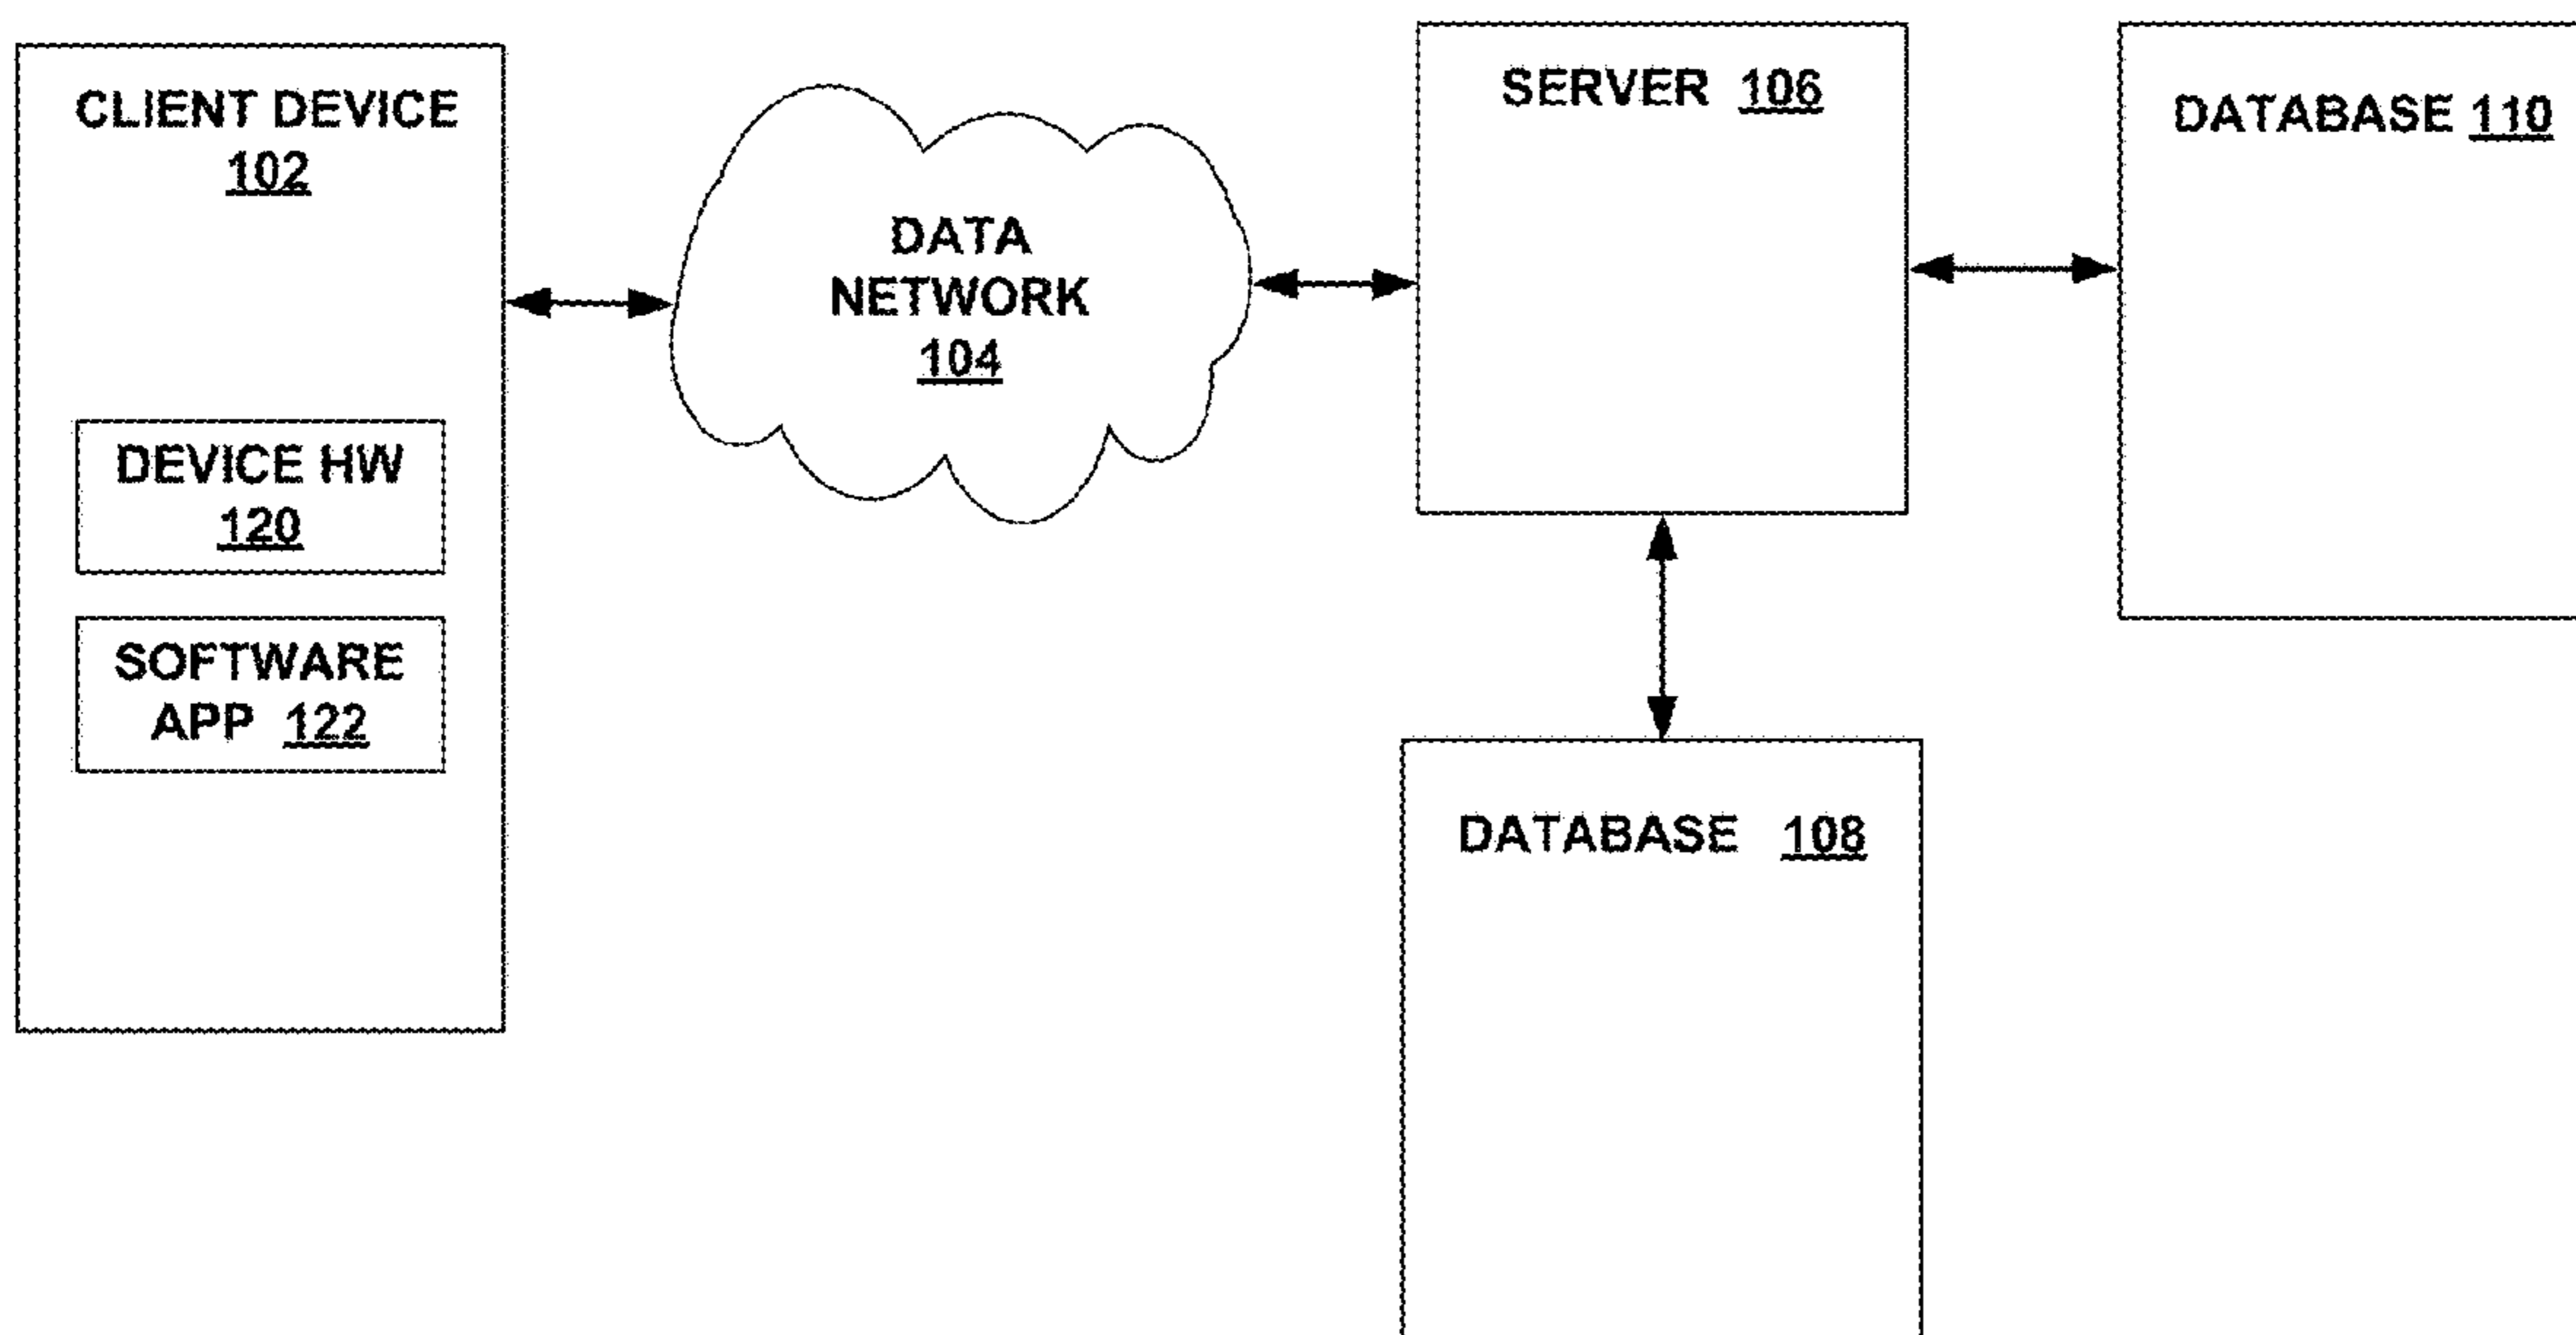 CLIENT DEVICE
102
DEVICE HW
120
SOFTWARE
APP 122
DATA
NETWORK
104
SERVER 106
DATABASE 110
DATABASE 108